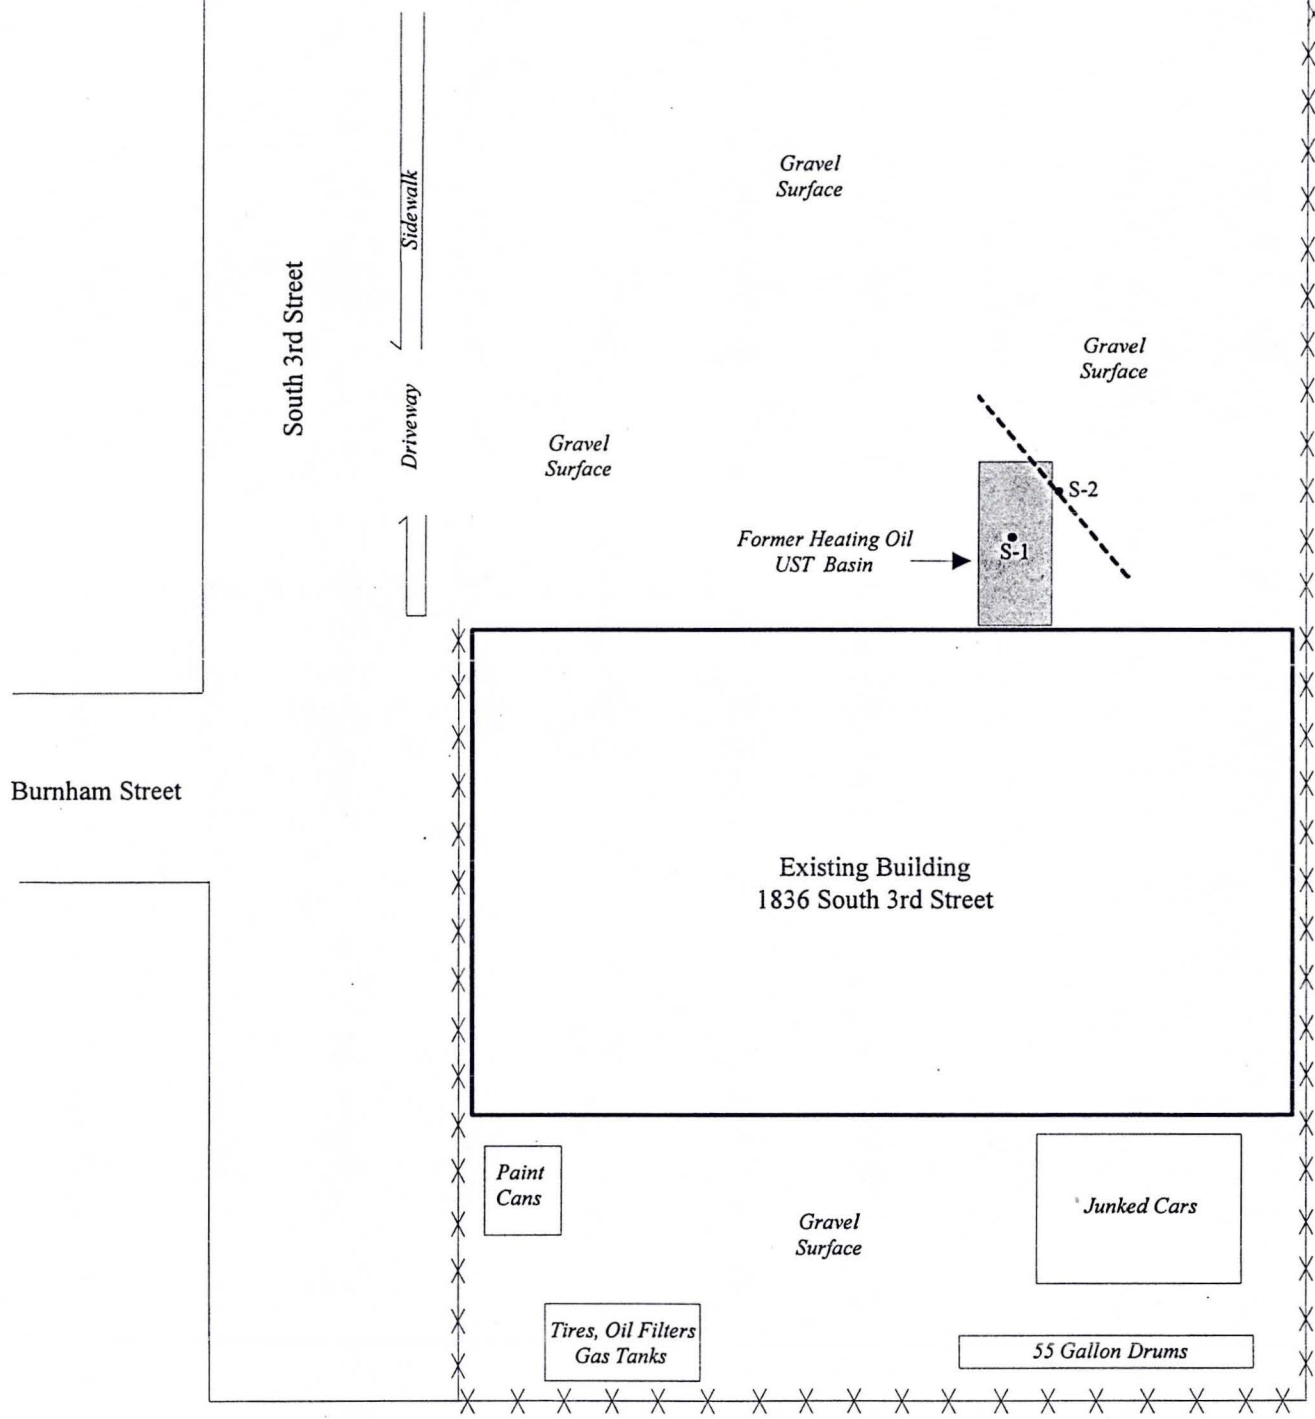 Gravel
Surface
Sidewalk
South 3rd Street
Gravel
Surface
Driveway
Gravel
Surface
S-2
Former Heating Oil
UST Basin
S-1
Burnham Street
Existing Building
1836 South 3rd Street
Paint
Cans
Junked Cars
Gravel
Surface
Tires, Oil Filters
Gas Tanks
55 Gallon Drums